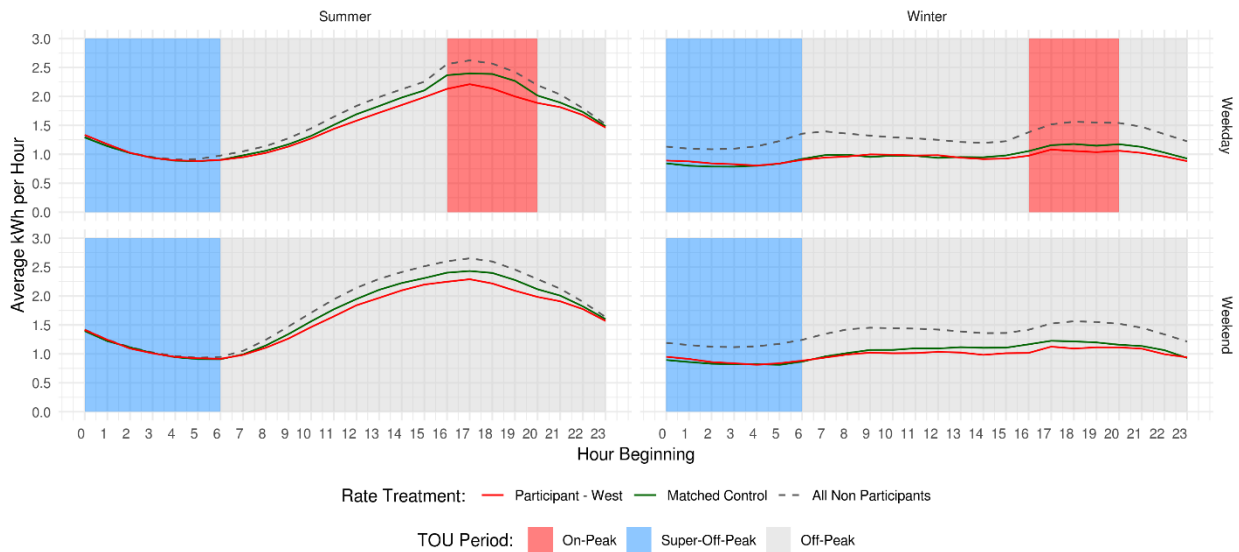 Summer
Winter
Average kWh per Hour
3.0
2.5
2.0
1.5
1.0
0.5
0.0
Weekday
3.0
2.5
2.0
1.5
1.0
0.5
0.0
Weekend
0 1 2 3 4 5 6 7 8 9 10 11 12 13 14 15 16 17 18 19 20 21 22 23
0 1 2 3 4 5 6 7 8 9 10 11 12 13 14 15 16 17 18 19 20 21 22 23
Hour Beginning
Rate Treatment: Participant - West Matched Control All Non Participants
TOU Period: On-Peak Super-Off-Peak Off-Peak